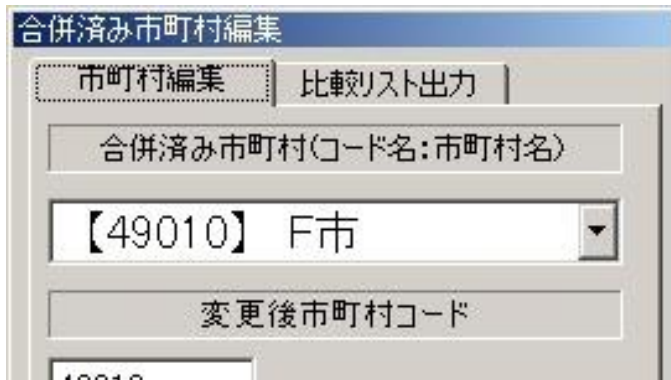 合併済み市町村編集
市町村編集 比較リスト出力
合併済み市町村(コード名:市町村名)
【49010】 F市
変更後市町村コード